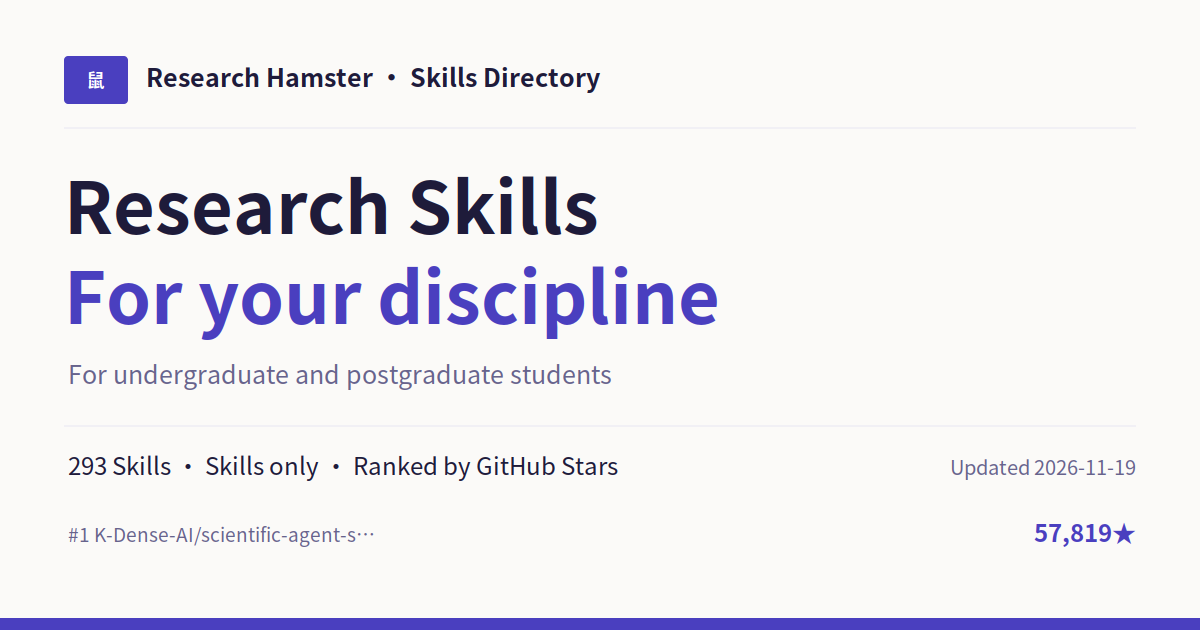 鼠 Research Hamster • Skills Directory
Research Skills
For your discipline
For undergraduate and postgraduate students
293 Skills • Skills only • Ranked by GitHub Stars Updated 2026-11-19
#1 K-Dense-AI/scientific-agent-s⋯ 57,819★